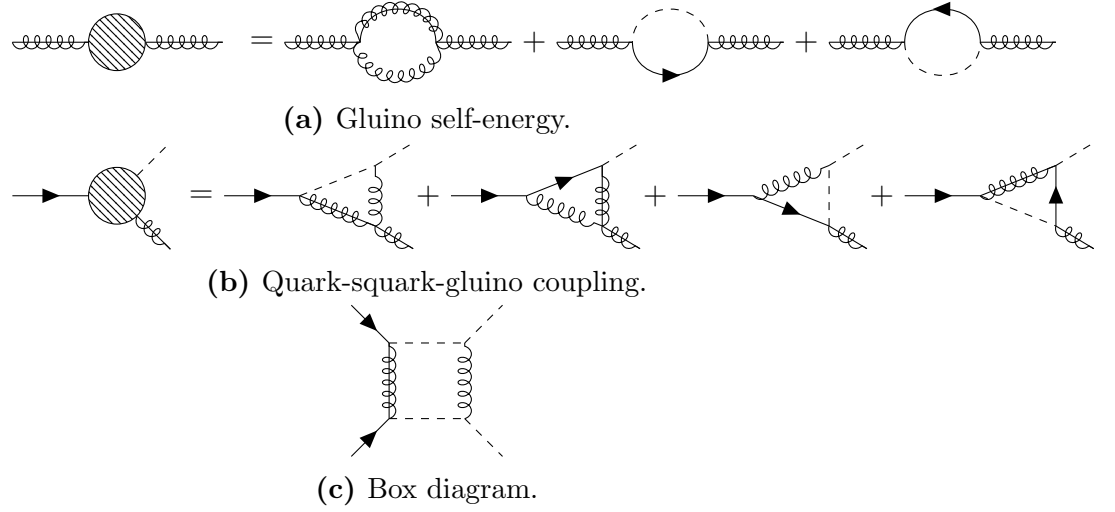 = + +
(a) Gluino self-energy.
= + + +
(b) Quark-squark-gluino coupling.
(c) Box diagram.